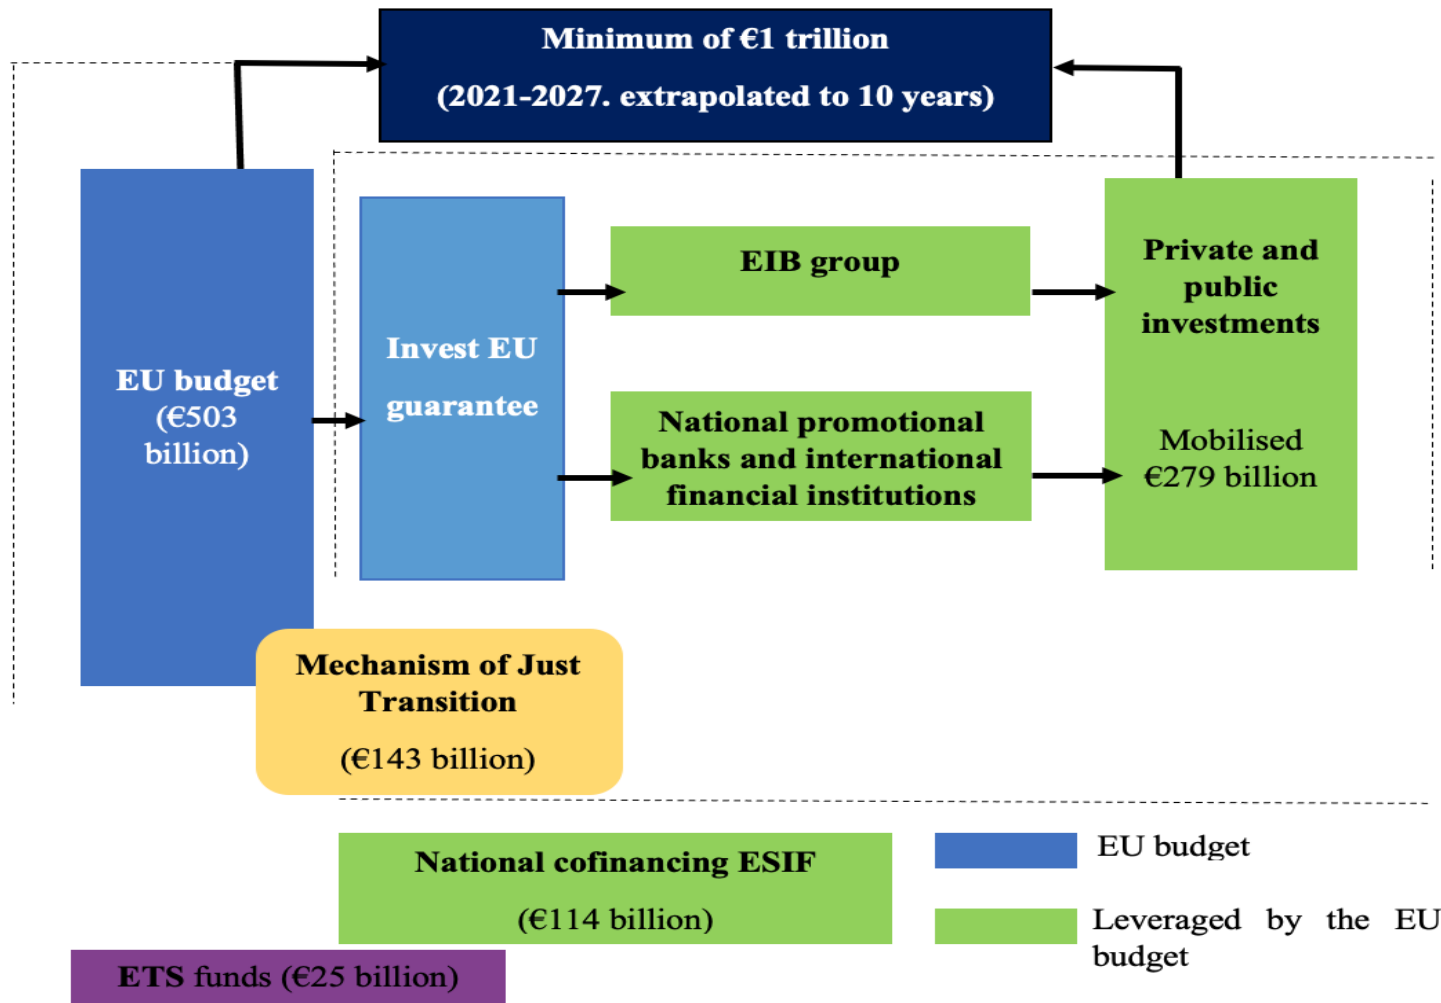 Minimum of €1 trillion
(2021-2027. extrapolated to 10 years)
EU budget
(€503
billion)
Invest EU
guarantee
EIB group
National promotional
banks and international
financial institutions
Private and
public
investments
Mobilised
€279 billion
Mechanism of Just
Transition
(€143 billion)
National cofinancing ESIF
(€114 billion)
ETS funds (€25 billion)
EU budget
Leveraged by the EU
budget